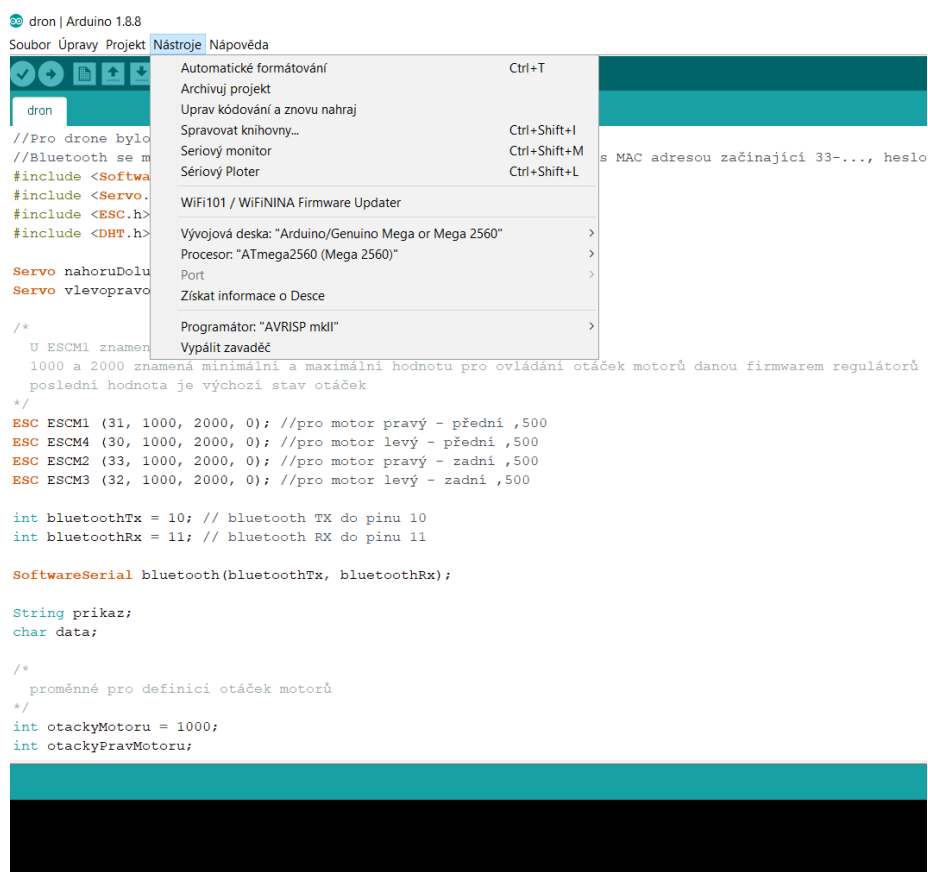 dron | Arduino 1.8.8
Soubor Úpravy Projekt Nástroje Nápověda
Automatické formátování Ctrl+T
Archivuj projekt
Uprav kódování a znovu nahraj
Spravovat knihovny... Ctrl+Shift+I
Seriový monitor Ctrl+Shift+M
Sériový Ploter Ctrl+Shift+L
WiFi101 / WiFiNINA Firmware Updater
Vývojová deska: "Arduino/Genuino Mega or Mega 2560"
Procesor: "ATmega2560 (Mega 2560)"
Port
Získat informace o Desce
Programátor: "AVRISP mkII"
Vypálit zavaděč
dron
//Pro drone bylo
//Bluetooth se m s MAC adresou začínající 33-..., heslo
#include <Softwa
#include <Servo.
#include <ESC.h>
#include <DHT.h>
Servo nahoruDolu
Servo vlevopravo
/*
U ESCM1 znamen
1000 a 2000 znamená minimální a maximální hodnotu pro ovládání otáček motorů danou firmwarem regulátorů
poslední hodnota je výchozí stav otáček
*/
ESC ESCM1 (31, 1000, 2000, 0); //pro motor pravý - přední ,500
ESC ESCM4 (30, 1000, 2000, 0); //pro motor levý - přední ,500
ESC ESCM2 (33, 1000, 2000, 0); //pro motor pravý - zadní ,500
ESC ESCM3 (32, 1000, 2000, 0); //pro motor levý - zadní ,500
int bluetoothTx = 10; // bluetooth TX do pinu 10
int bluetoothRx = 11; // bluetooth RX do pinu 11
SoftwareSerial bluetooth(bluetoothTx, bluetoothRx);
String prikaz;
char data;
/*
proměnné pro definici otáček motorů
*/
int otackyMotoru = 1000;
int otackyPravMotoru;